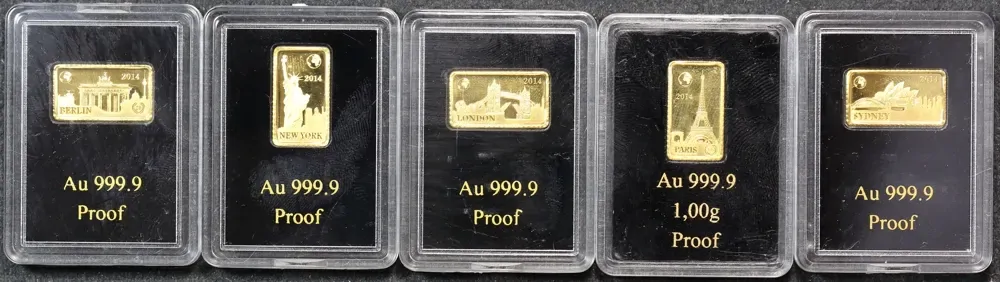 2014
BERLIN
Au 999.9
Proof
2014
NEW YORK
Au 999.9
Proof
2014
LONDON
Au 999.9
Proof
2014
PARIS
Au 999.9
1,00g
Proof
2014
SYDNEY
Au 999.9
Proof